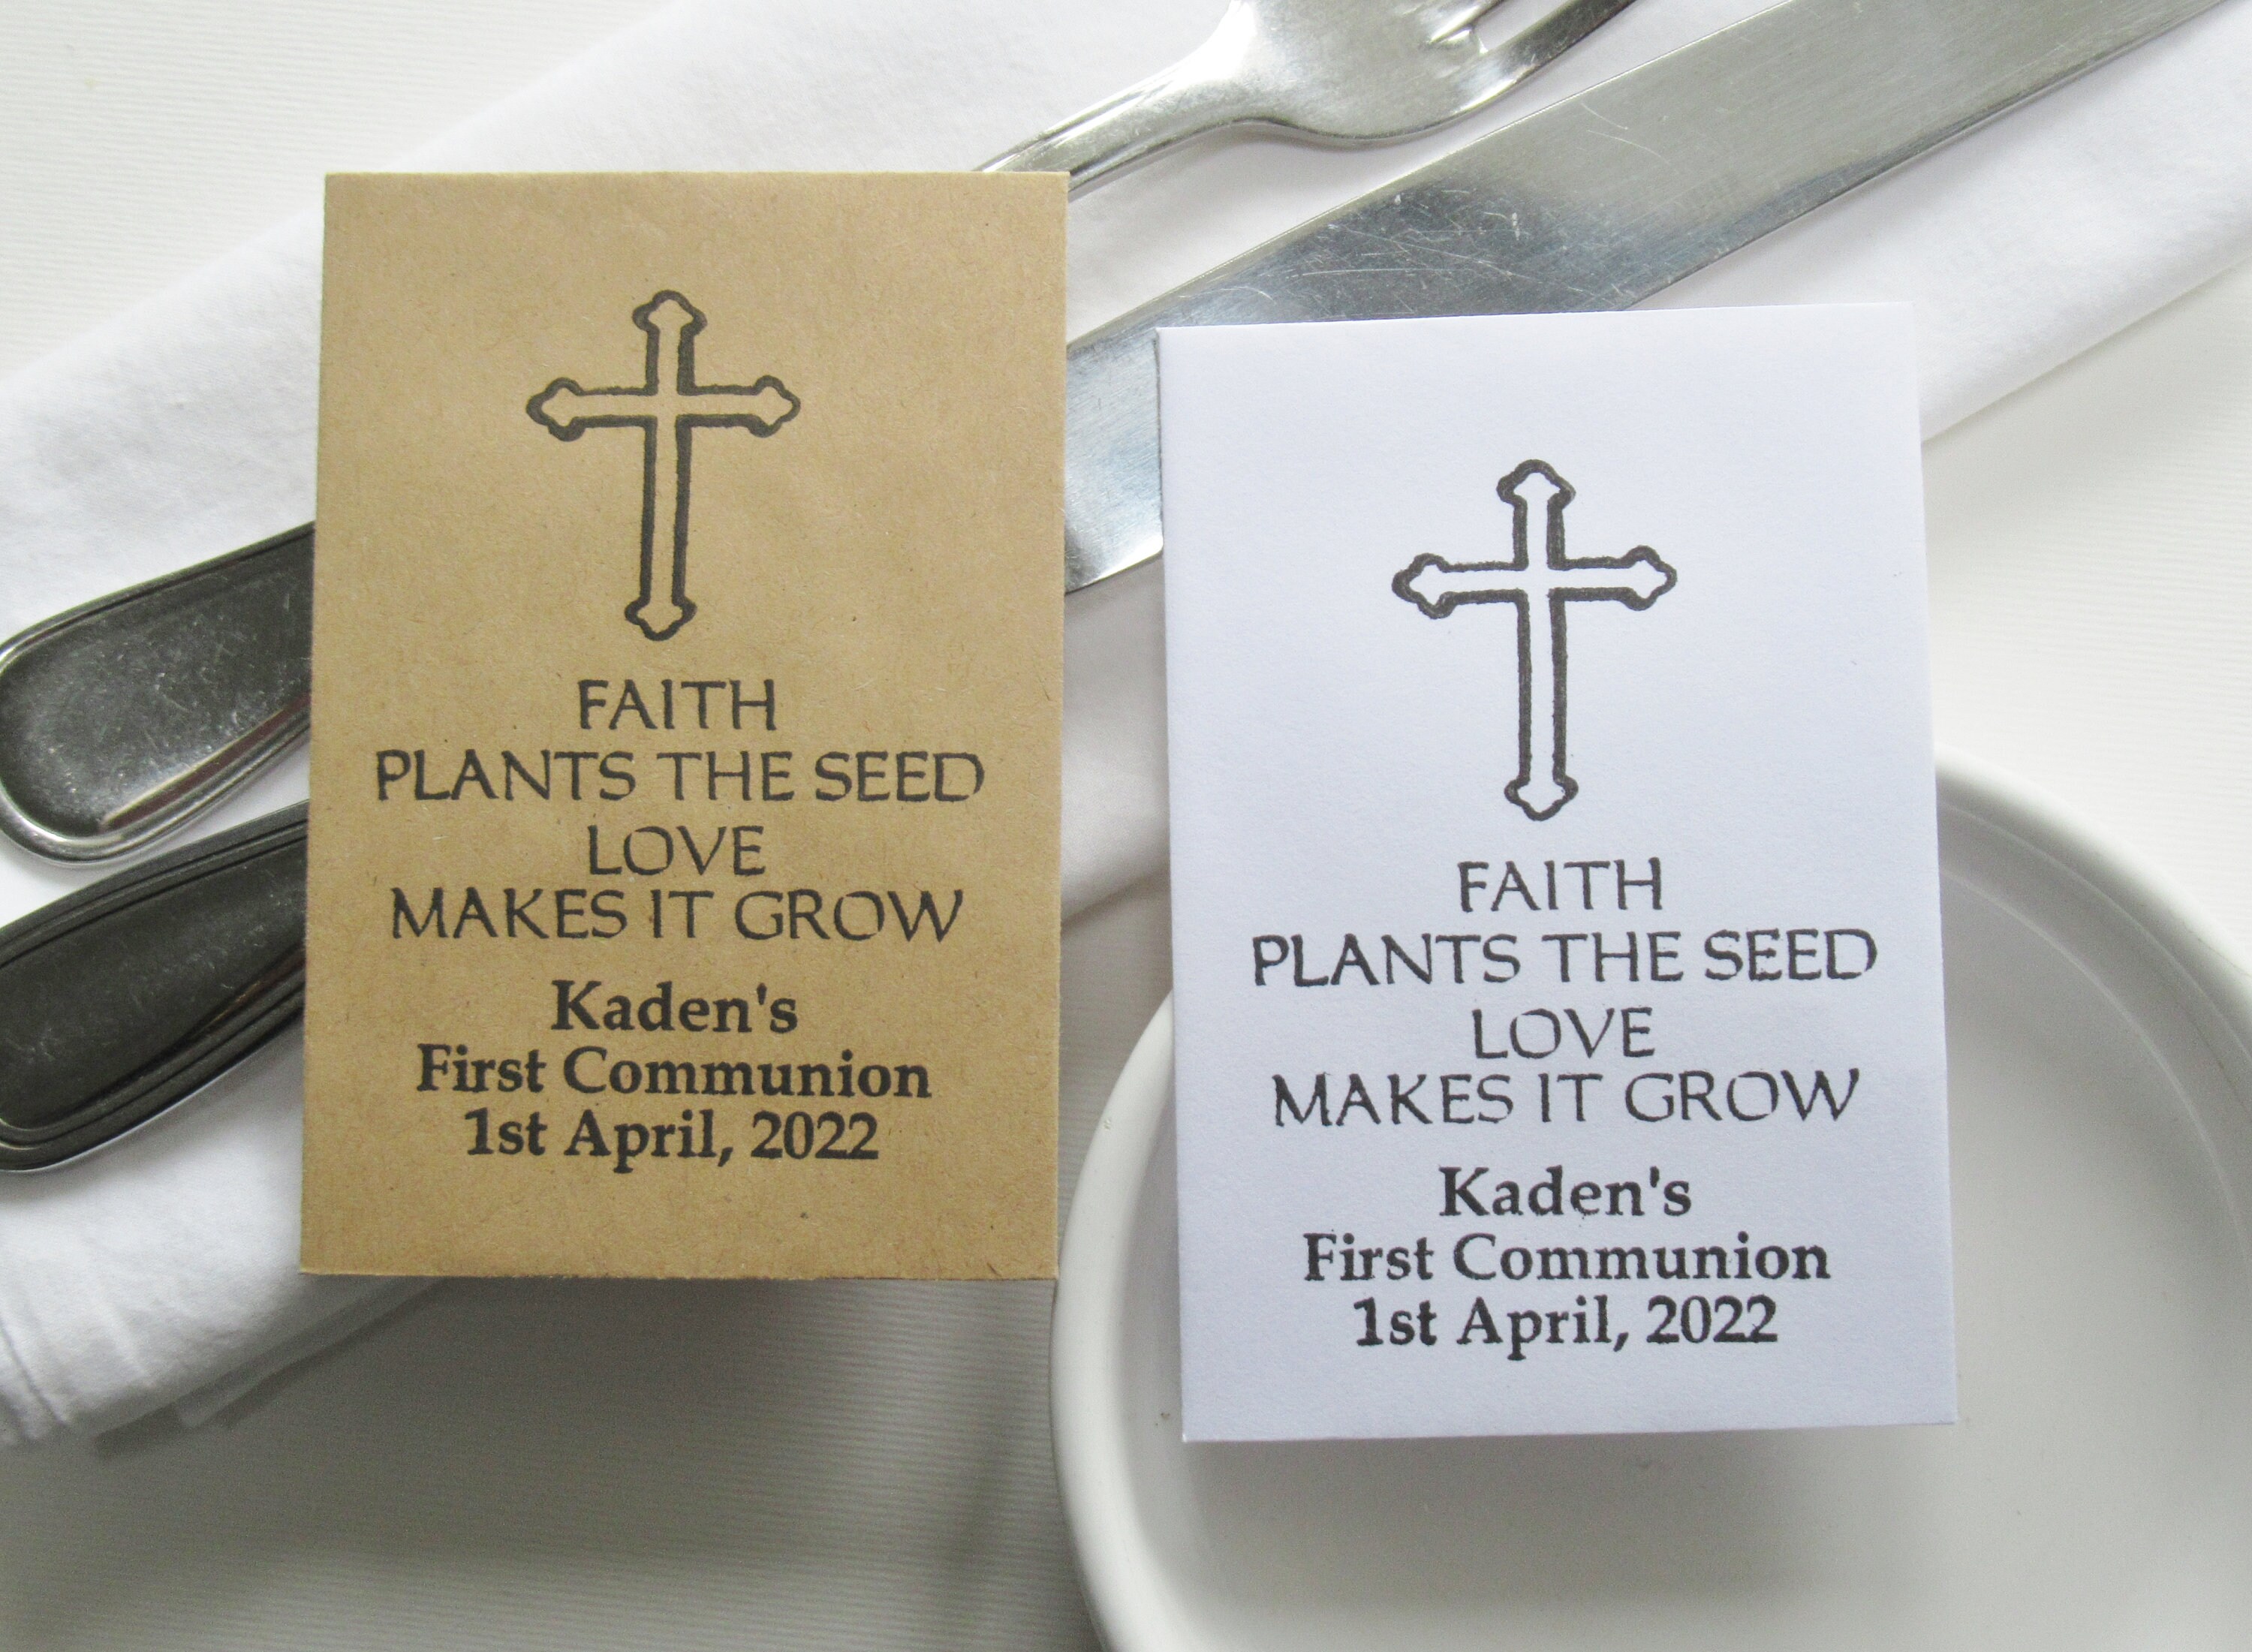 FAITH
PLANTS THE SEED
LOVE
MAKES IT GROW
Kaden's
First Communion
1st April, 2022
FAITH
PLANTS THE SEED
LOVE
MAKES IT GROW
Kaden's
First Communion
1st April, 2022